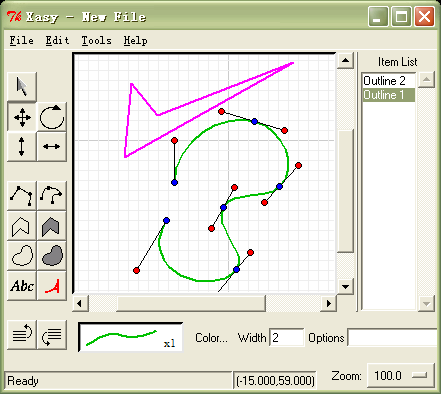 Xasy - New File
File Edit Tools Help
Item List
Outline 2
Outline 1
Abc
x1
Color... Width 2 Options
Ready (-15.000,59.000) Zoom: 100.0